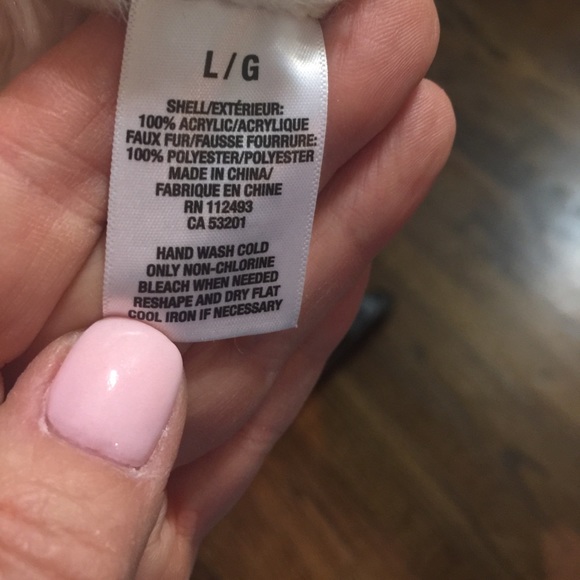 L / G
SHELL/EXTÉRIEUR:
100% ACRYLIC/ACRYLIQUE
FAUX FUR/FAUSSE FOURRURE:
100% POLYESTER/POLYESTER
MADE IN CHINA/
FABRIQUE EN CHINE
RN 112493
CA 53201
HAND WASH COLD
ONLY NON-CHLORINE
BLEACH WHEN NEEDED
RESHAPE AND DRY FLAT
COOL IRON IF NECESSARY